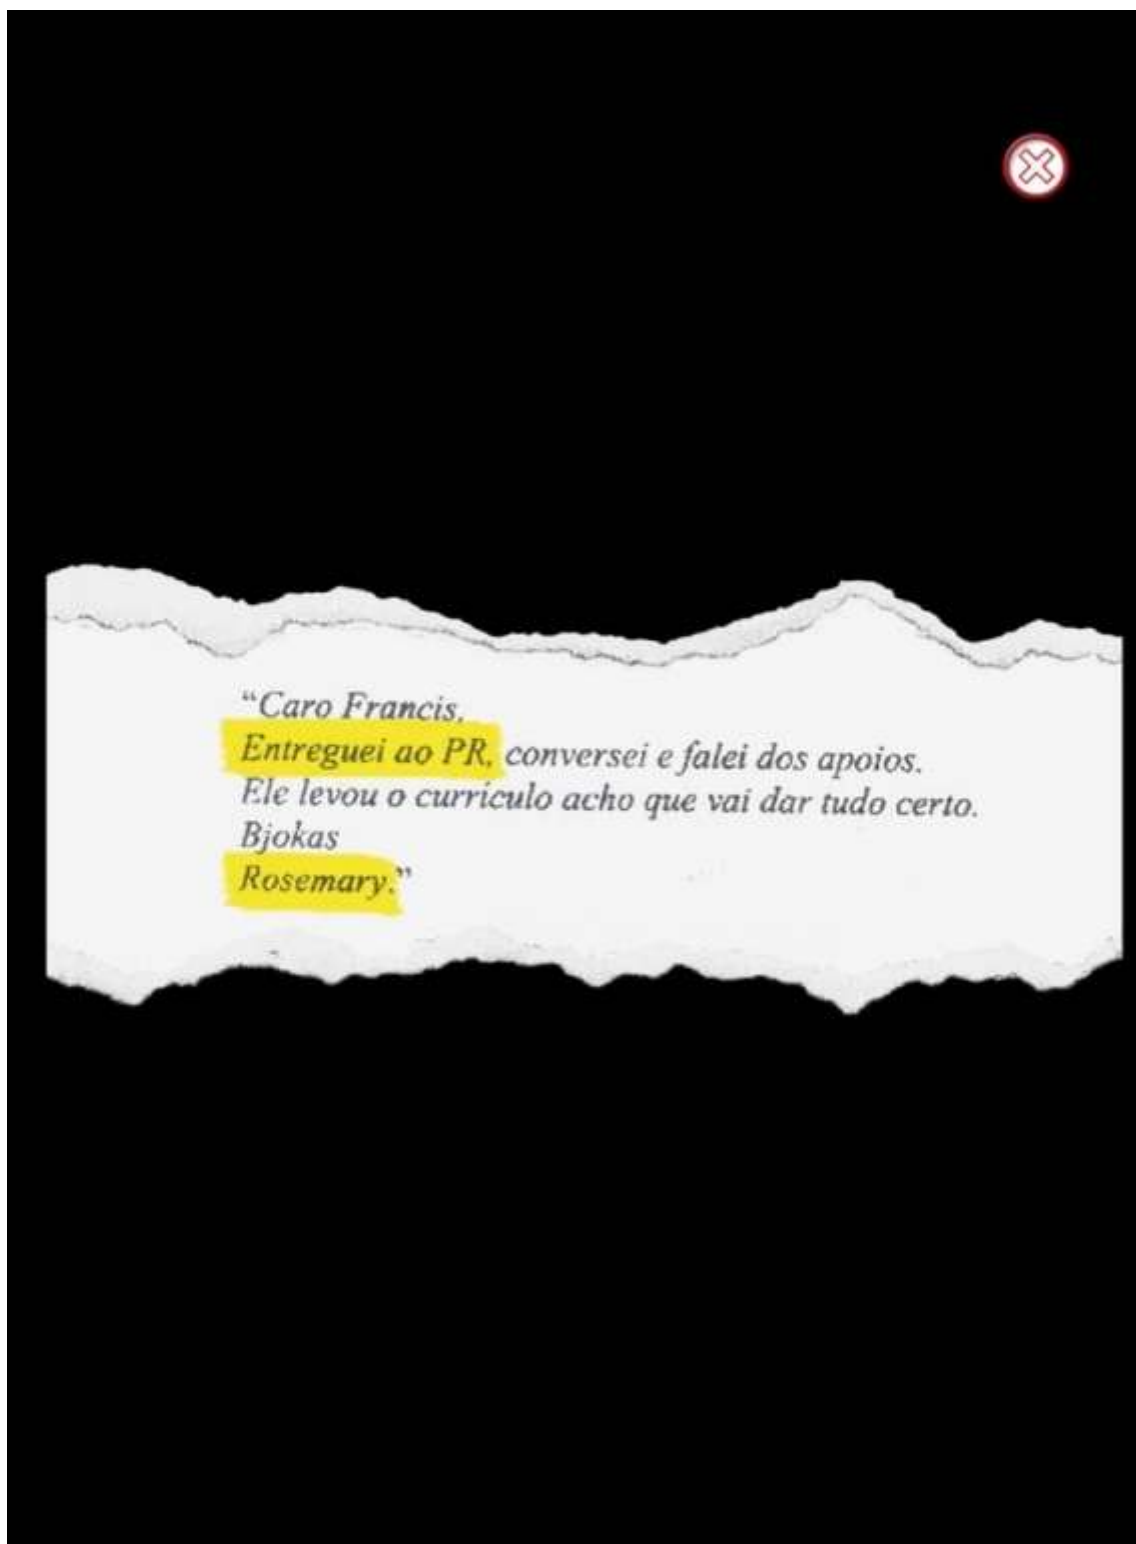 “Caro Francis,
Entreguei ao PR, conversei e falei dos apoios.
Ele levou o currículo acho que vai dar tudo certo.
Bjokas
Rosemary.”